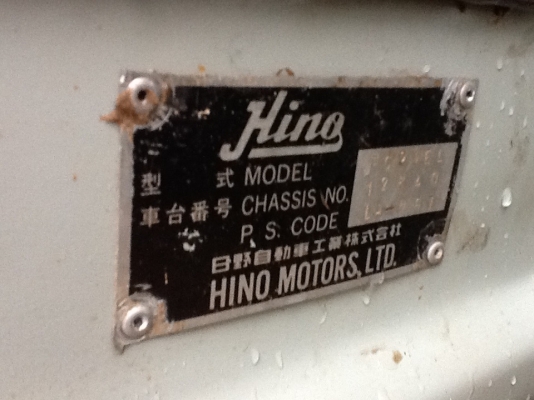 Hino
型式 MODEL
車台番号 CHASSIS NO.
P. S. CODE
日野自動車工業株式会社
HINO MOTORS, LTD.